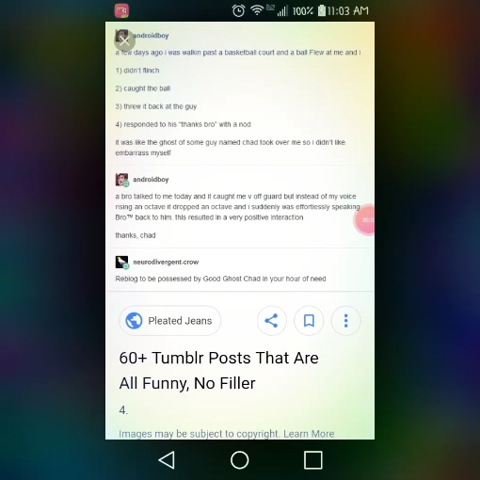 100% 11:03 AM
androidboy
a few days ago i was walkin past a basketball court and a ball Flew at me and i
1) didn't flinch
2) caught the ball
3) threw it back at the guy
4) responded to his "thanks bro" with a nod
it was like the ghost of some guy named chad took over me so i didn't like
embarrass myself
androidboy
a bro talked to me today and it caught me v off guard but instead of my voice
rising an octave it dropped an octave and i suddenly was effortlessly speaking
Bro™ back to him. this resulted in a very positive interaction
thanks, chad
neurodivergent.crow
Reblog to be possessed by Good Ghost Chad in your hour of need
Pleated Jeans
60+ Tumblr Posts That Are
All Funny, No Filler
4.
Images may be subject to copyright. Learn More